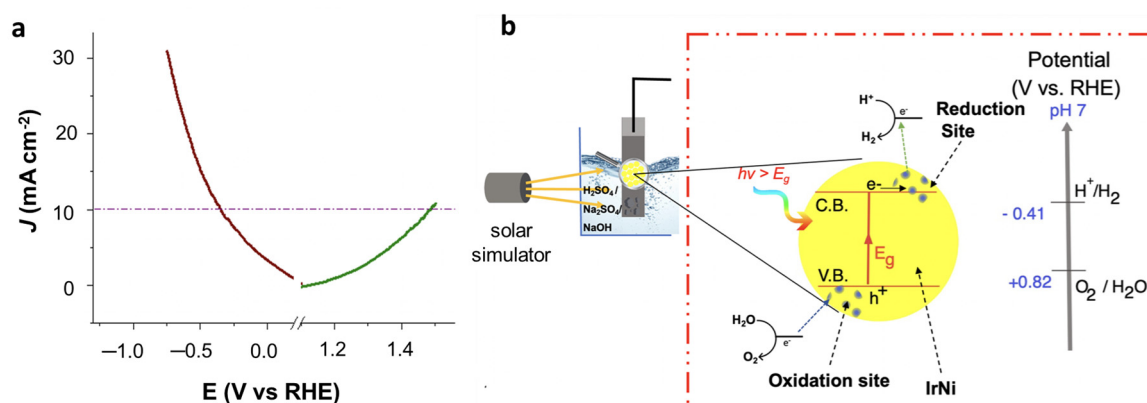 a
J (mA cm-2)
30
20
10
0
−1.0
−0.5
0.0
1.2
1.4
E (V vs RHE)
b
solar
simulator
H₂SO₄/
Na₂SO₄/
NaOH
hν > Eg
H⁺
e-
H₂
Reduction
Site
e-
C.B.
Eg
V.B.
h⁺
H₂O
O₂
e-
Oxidation site
IrNi
Potential
(V vs. RHE)
pH 7
H⁺/H₂
- 0.41
+0.82
O₂ / H₂O